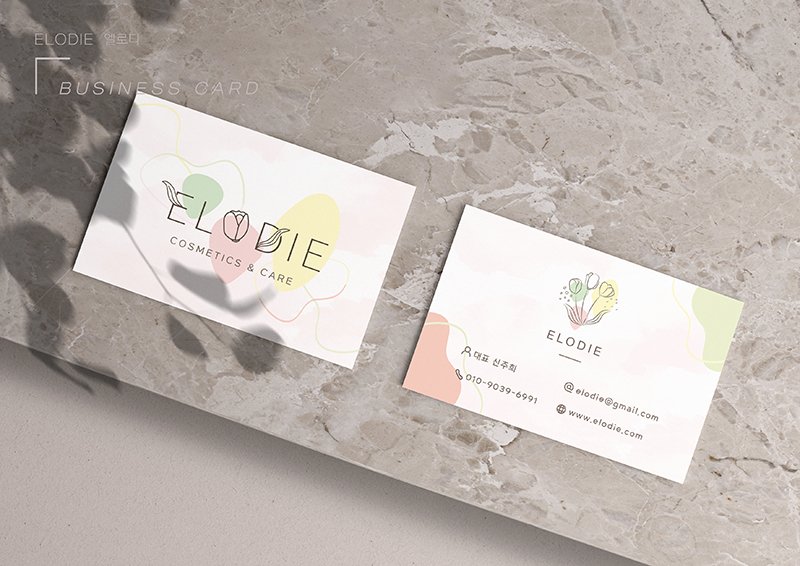 ELODIE 엘로디
BUSINESS CARD
ELODIE
COSMETICS & CARE
ELODIE
대표 신주희
010-9039-6991
elodie@gmail.com
www.elodie.com